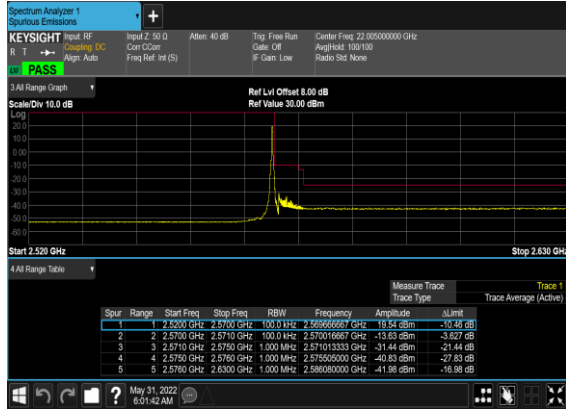 Spectrum Analyzer 1
Spurious Emissions
+
KEYSIGHT Input: RF Input Z: 50 Ω Atten: 40 dB Trig: Free Run Center Freq: 22.005000000 GHz
R T Coupling: DC Corr CCorr Gate: Off Avg|Hold: 100/100
Align: Auto Freq Ref: Int (S) IF Gain: Low Radio Std: None
PASS
3 All Range Graph
Ref Lvl Offset 8.00 dB
Scale/Div 10.0 dB Ref Value 30.00 dBm
Log
20.0
10.0
0.00
-10.0
-20.0
-30.0
-40.0
-50.0
-60.0
Start 2.520 GHz Stop 2.630 GHz
4 All Range Table
Measure Trace Trace 1
Trace Type Trace Average (Active)
Spur Range Start Freq Stop Freq RBW Frequency Amplitude ΔLimit
1 1 2.5200 GHz 2.5700 GHz 100.0 kHz 2.569666667 GHz 19.54 dBm -10.46 dB
2 2 2.5700 GHz 2.5710 GHz 100.0 kHz 2.570016667 GHz -13.63 dBm -3.627 dB
3 3 2.5710 GHz 2.5750 GHz 1.000 MHz 2.571013333 GHz -31.44 dBm -21.44 dB
4 4 2.5750 GHz 2.5760 GHz 1.000 MHz 2.575505000 GHz -40.83 dBm -27.83 dB
5 5 2.5760 GHz 2.6300 GHz 1.000 MHz 2.586080000 GHz -41.98 dBm -16.98 dB
? May 31, 2022
6:01:42 AM